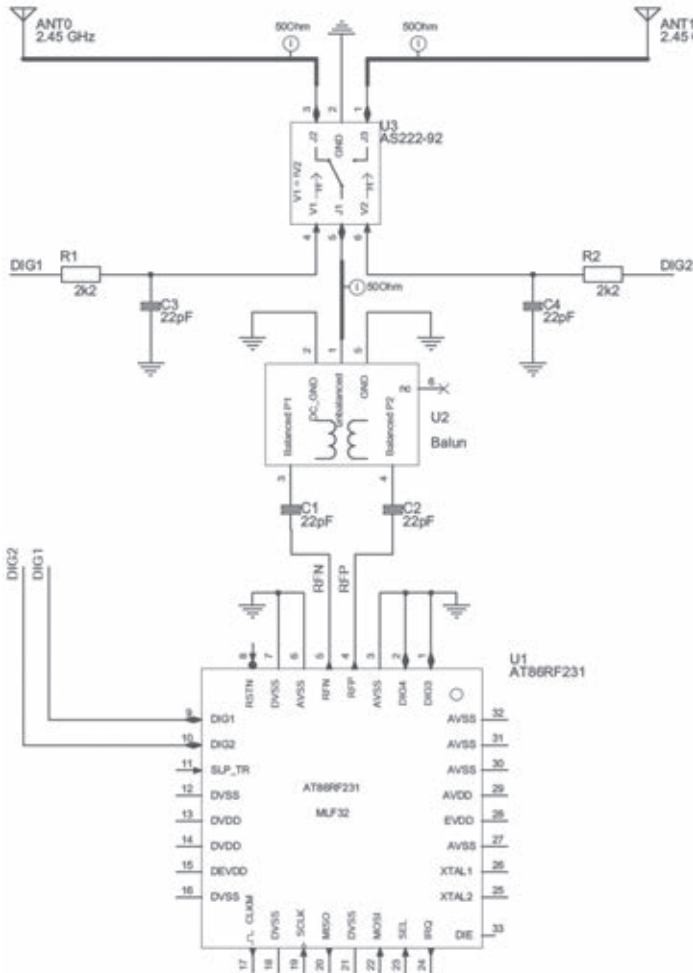 ANT0
2.45 GHz
50Ohm
50Ohm
ANT1
2.45 G
3
2
1
U3
AS222-92
J2
GND
J3
V1 = !V2
V1
J1
V2
4
5
6
DIG1
R1
2k2
R2
2k2
DIG2
C3
22pF
50Ohm
C4
22pF
2
1
5
Balanced P1
DC_GND
Unbalanced
GND
Balanced P2
nc
6
U2
Balun
3
4
C1
22pF
C2
22pF
DIG2
DIG1
RFN
RFP
U1
AT86RF231
8
7
6
5
4
3
2
1
RSTN
DVSS
AVSS
RFN
RFP
AVSS
DIG4
DIG3
9 DIG1
10 DIG2
11 SLP_TR
12 DVSS
13 DVDD
14 DVDD
15 DEVDD
16 DVSS
AT86RF231
MLF32
AVSS 32
AVSS 31
AVSS 30
AVDD 29
EVDD 28
AVSS 27
XTAL1 26
XTAL2 25
DIE 33
CLKM
DVSS
SCLK
MISO
DVSS
MOSI
SEL
IRQ
17
18
19
20
21
22
23
24